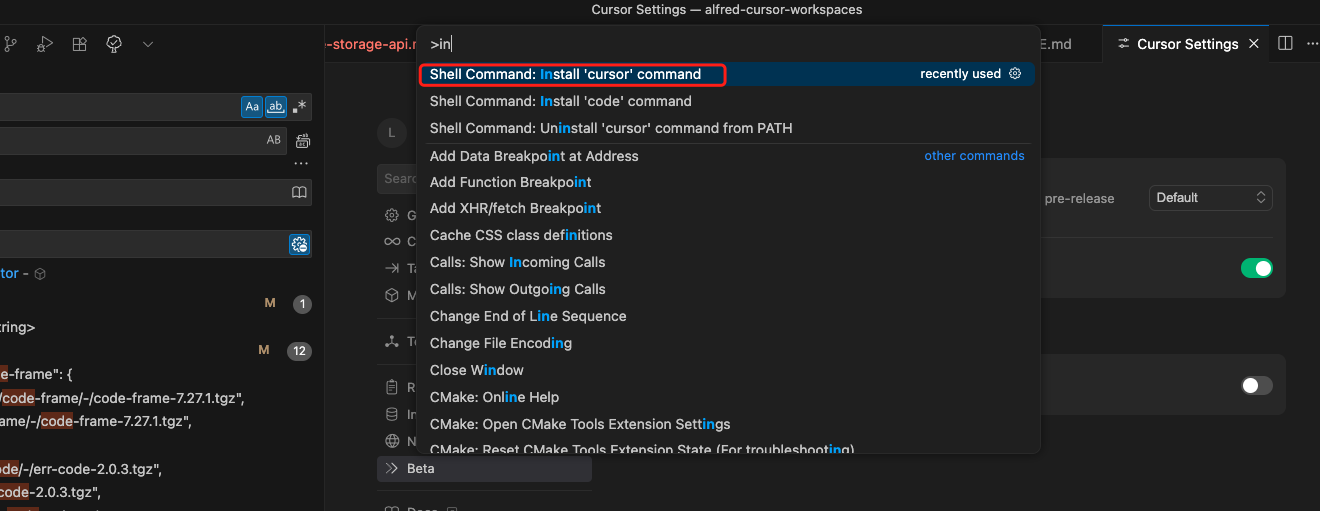 Cursor Settings — alfred-cursor-workspaces
e-storage-api.r
E.md
Cursor Settings
>in
Shell Command: Install 'cursor' command
recently used
Shell Command: Install 'code' command
Shell Command: Uninstall 'cursor' command from PATH
Add Data Breakpoint at Address
other commands
Add Function Breakpoint
Add XHR/fetch Breakpoint
Cache CSS class definitions
Calls: Show Incoming Calls
Calls: Show Outgoing Calls
Change End of Line Sequence
Change File Encoding
Close Window
CMake: Online Help
CMake: Open CMake Tools Extension Settings
CMake: Reset CMake Tools Extension State (For troubleshooting)
Aa
ab
AB
tor -
M
1
tring>
M
12
e-frame": {
/code-frame/-/code-frame-7.27.1.tgz",
ame/-/code-frame-7.27.1.tgz",
ode/-/err-code-2.0.3.tgz",
code-2.0.3.tgz",
L
Sear
G
C
Ta
M
To
R
In
N
Beta
Docs
pre-release
Default